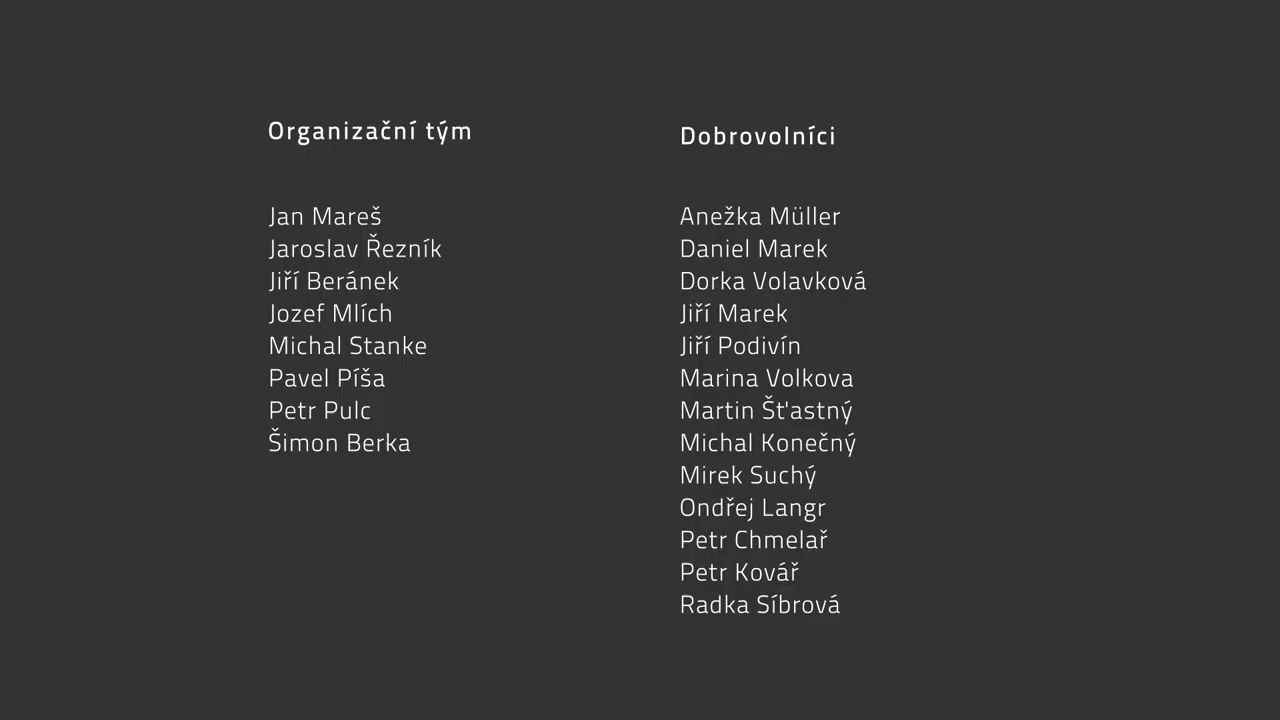 Organizační tým
Jan Mareš
Jaroslav Řezník
Jiří Beránek
Jozef Mlích
Michal Stanke
Pavel Píša
Petr Pulc
Šimon Berka
Dobrovolníci
Anežka Müller
Daniel Marek
Dorka Volavková
Jiří Marek
Jiří Podivín
Marina Volkova
Martin Št'astný
Michal Konečný
Mirek Suchý
Ondřej Langr
Petr Chmelař
Petr Kovář
Radka Síbrová